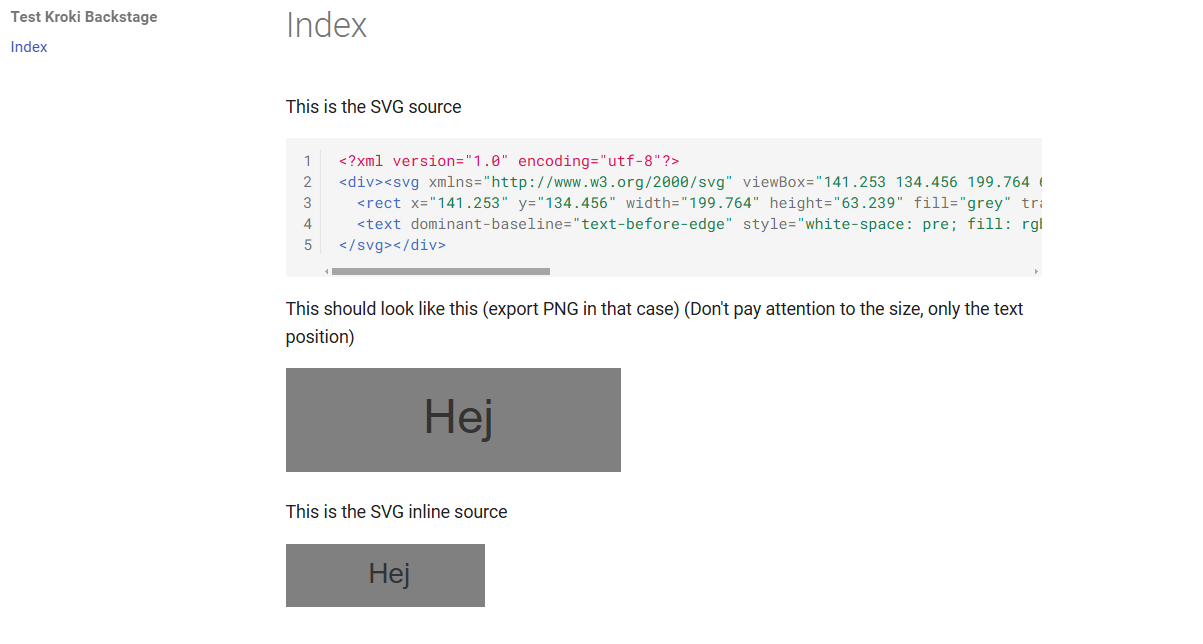 Test Kroki Backstage
Index
Index
This is the SVG source
1 <?xml version="1.0" encoding="utf-8"?>
2 <div><svg xmlns="http://www.w3.org/2000/svg" viewBox="141.253 134.456 199.764
3 <rect x="141.253" y="134.456" width="199.764" height="63.239" fill="grey"
4 <text dominant-baseline="text-before-edge" style="white-space: pre; fill:
5 </svg></div>
This should look like this (export PNG in that case) (Don't pay attention to the size, only the text
position)
Hej
This is the SVG inline source
Hej